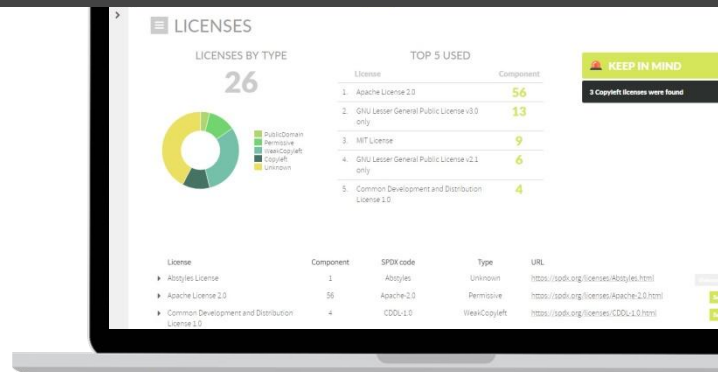 LICENSES
LICENSES BY TYPE
26
PublicDomain
Permissive
WeakCopyleft
Copyleft
Unknown
TOP 5 USED
License Component
1. Apache License 2.0 56
2. GNU Lesser General Public License v3.0 13
only
3. MIT License 9
4. GNU Lesser General Public License v2.1 6
only
5. Common Development and Distribution 4
License 1.0
KEEP IN MIND
3 Copyleft licenses were found
License Component SPDX code Type URL
Abstyles License 1 Abstyles Unknown https://spdx.org/licenses/Abstyles.html
Apache License 2.0 56 Apache-2.0 Permissive https://spdx.org/licenses/Apache-2.0.html
Common Development and Distribution 4 CDDL-1.0 WeakCopyleft https://spdx.org/licenses/CDDL-1.0.html
License 1.0